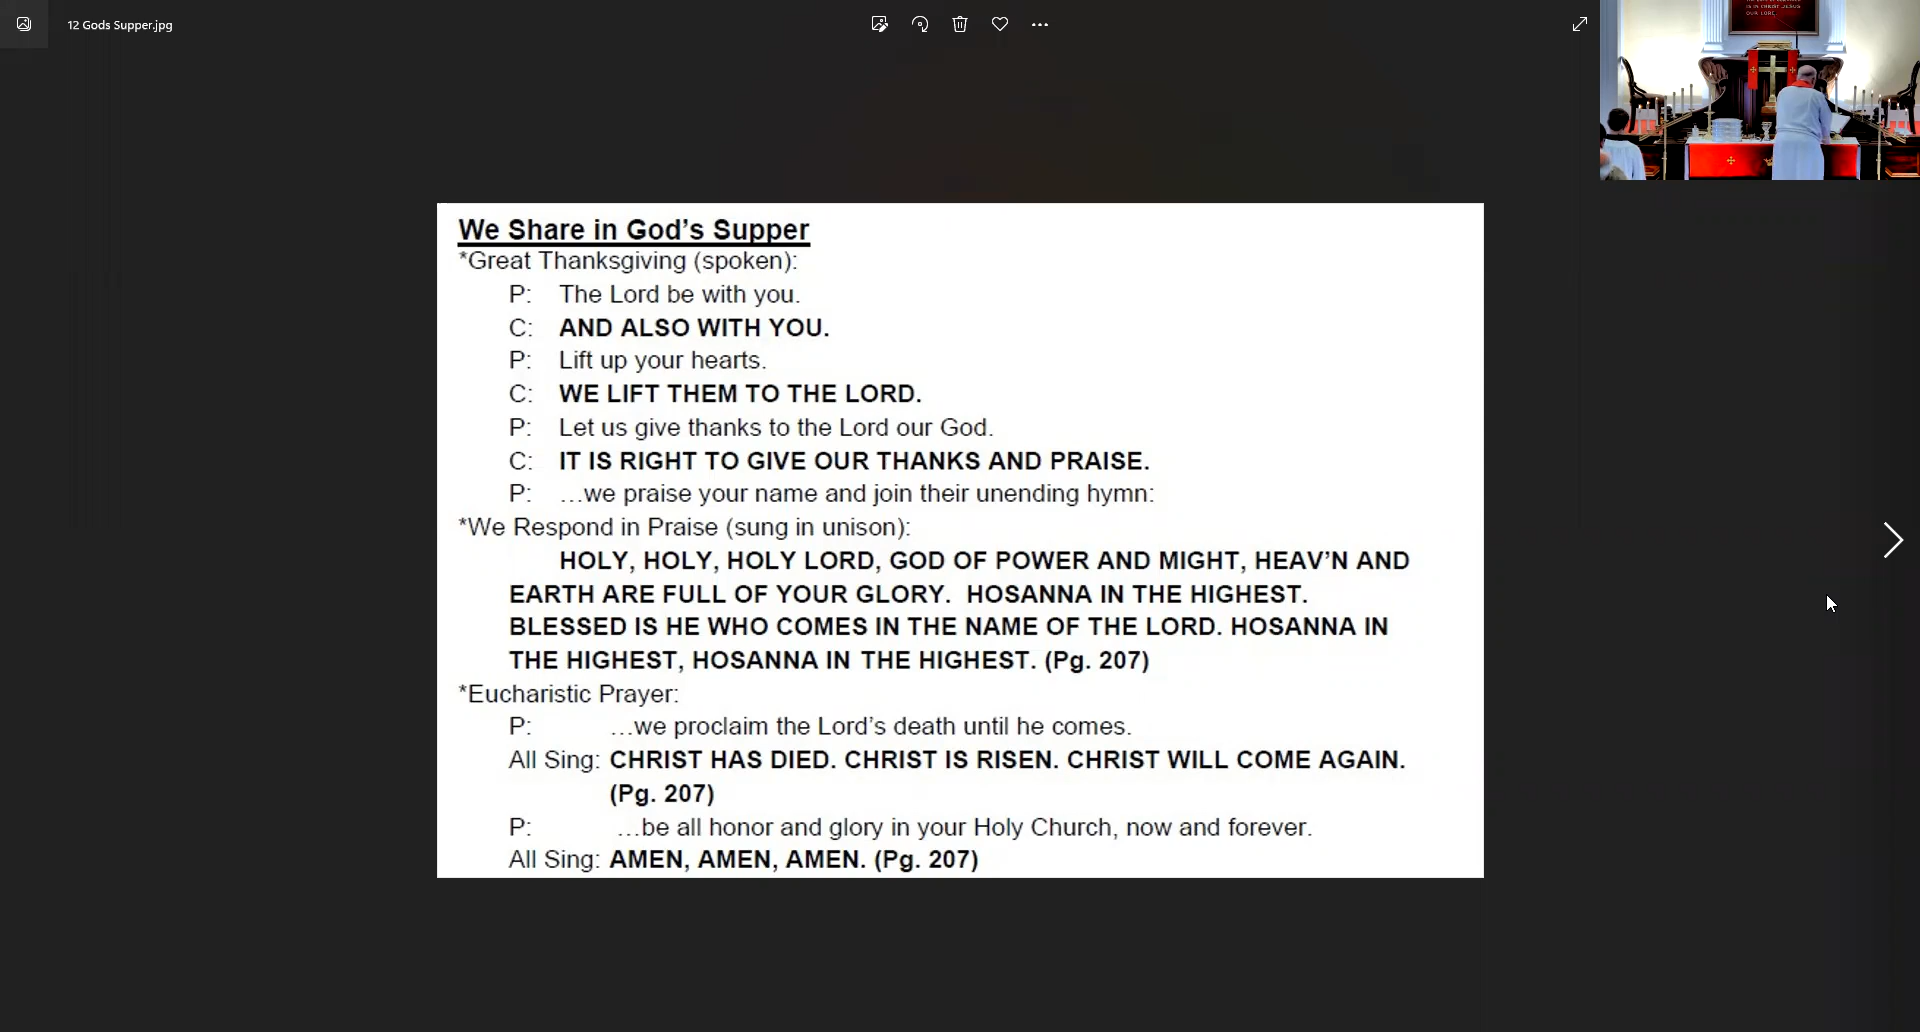 12 Gods Supper.jpg
IS IN CHRIST JESUS
OUR LORD.
We Share in God’s Supper
*Great Thanksgiving (spoken):
P: The Lord be with you.
C: AND ALSO WITH YOU.
P: Lift up your hearts.
C: WE LIFT THEM TO THE LORD.
P: Let us give thanks to the Lord our God.
C: IT IS RIGHT TO GIVE OUR THANKS AND PRAISE.
P: …we praise your name and join their unending hymn:
*We Respond in Praise (sung in unison):
HOLY, HOLY, HOLY LORD, GOD OF POWER AND MIGHT, HEAV’N AND
EARTH ARE FULL OF YOUR GLORY. HOSANNA IN THE HIGHEST.
BLESSED IS HE WHO COMES IN THE NAME OF THE LORD. HOSANNA IN
THE HIGHEST, HOSANNA IN THE HIGHEST. (Pg. 207)
*Eucharistic Prayer:
P: …we proclaim the Lord’s death until he comes.
All Sing: CHRIST HAS DIED. CHRIST IS RISEN. CHRIST WILL COME AGAIN.
(Pg. 207)
P: …be all honor and glory in your Holy Church, now and forever.
All Sing: AMEN, AMEN, AMEN. (Pg. 207)